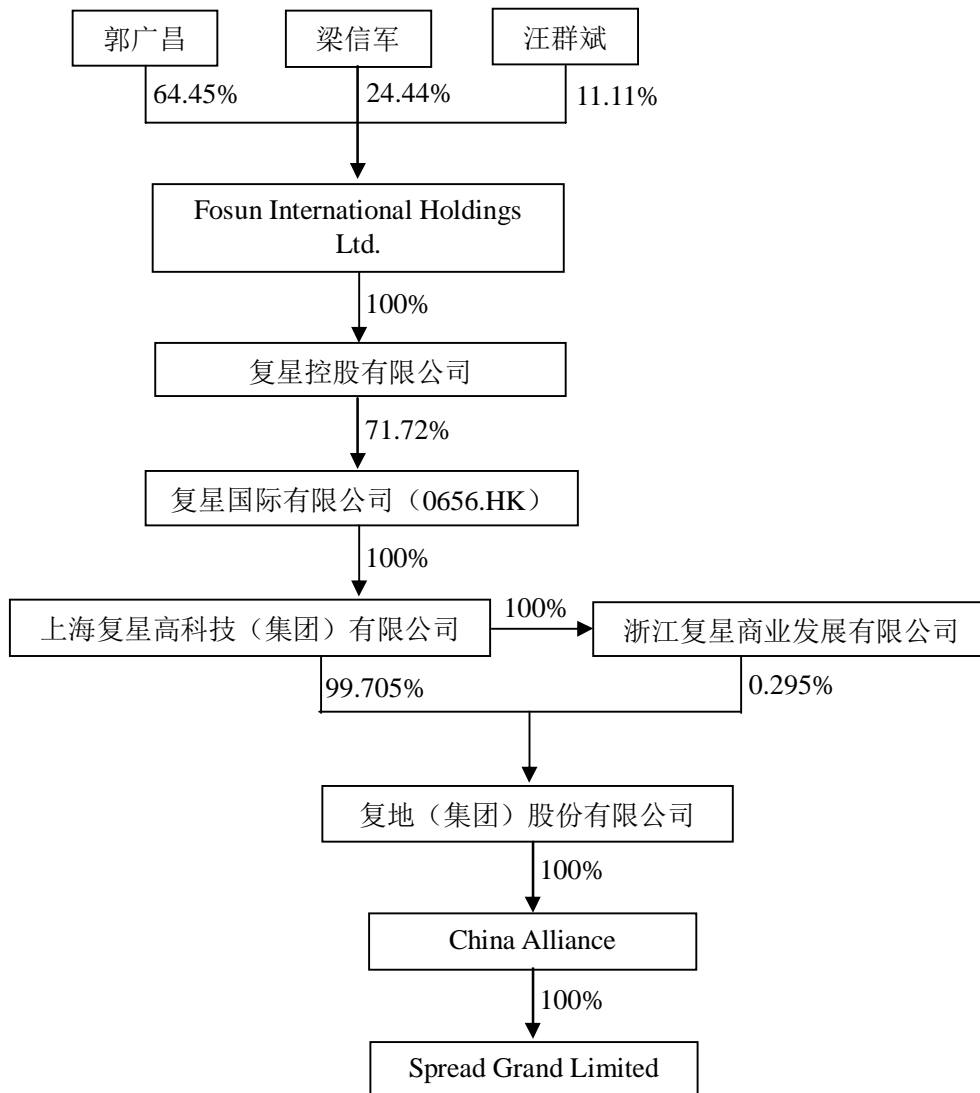 郭广昌
梁信军
汪群斌
64.45%
24.44%
11.11%
Fosun International Holdings
Ltd.
100%
复星控股有限公司
71.72%
复星国际有限公司（0656.HK）
100%
上海复星高科技（集团）有限公司
100%
浙江复星商业发展有限公司
99.705%
0.295%
复地（集团）股份有限公司
100%
China Alliance
100%
Spread Grand Limited